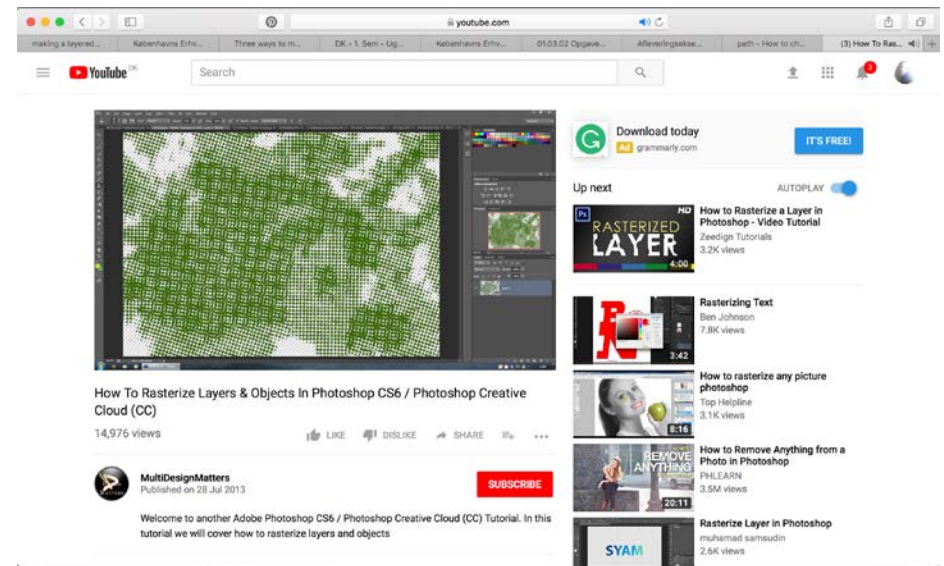 youtube.com
making a layered...
Københavns Erhv...
Three ways to m...
DK - 1. Sem - Lig...
Københavns Erhv...
01.03.02 Opgave...
Afleveringsekse...
path - How to ch...
(3) How To Ras...
YouTube DK
Search
3
Download today
Ad grammarly.com
IT'S FREE!
Up next
AUTOPLAY
Ps
HD
RASTERIZED
LAYER
4:00
How to Rasterize a Layer in
Photoshop - Video Tutorial
Zeedign Tutorials
3.2K views
3:42
Rasterizing Text
Ben Johnson
7.8K views
8:16
How to rasterize any picture
photoshop
Top Helpline
3.1K views
REMOVE
ANYTHING
20:11
How to Remove Anything from a
Photo in Photoshop
PHLEARN
3.5M views
SYAM
Rasterize Layer in Photoshop
muhamad samsudin
2.6K views
How To Rasterize Layers & Objects In Photoshop CS6 / Photoshop Creative
Cloud (CC)
14,976 views
LIKE
DISLIKE
SHARE
MultiDesignMatters
Published on 28 Jul 2013
SUBSCRIBE
Welcome to another Adobe Photoshop CS6 / Photoshop Creative Cloud (CC) Tutorial. In this
tutorial we will cover how to rasterize layers and objects